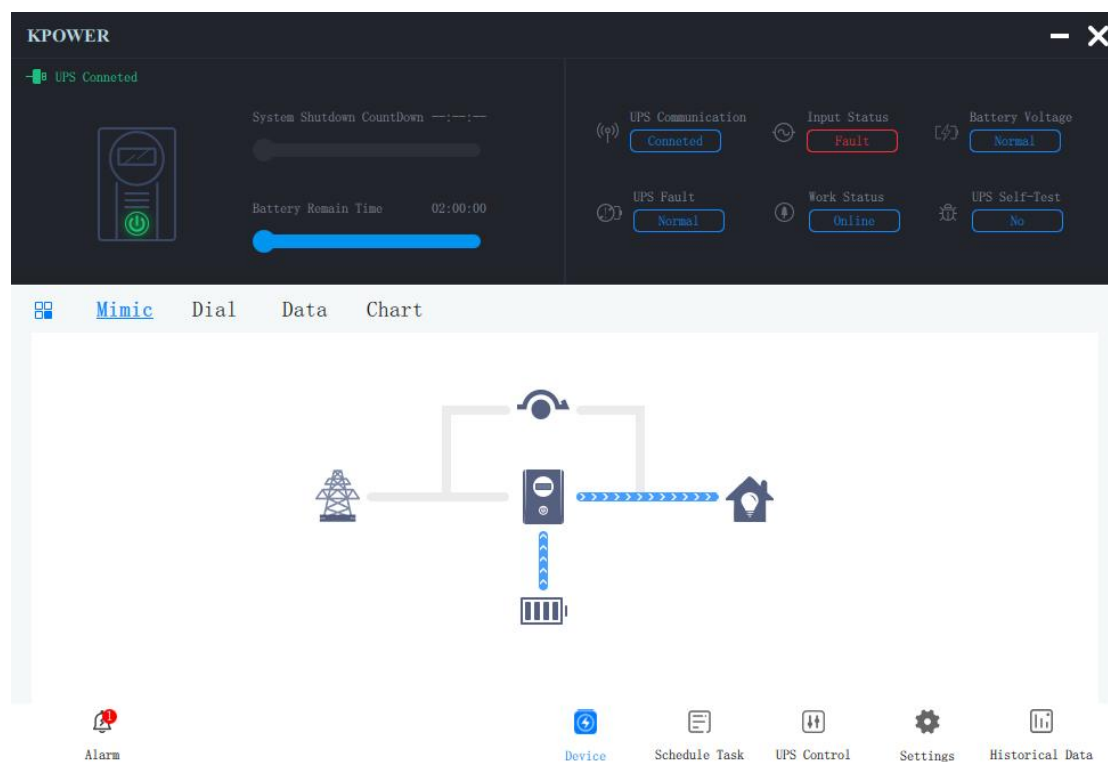 KPOWER
UPS Conneted
System Shutdown CountDown --:--:--
Battery Remain Time 02:00:00
UPS Communication
Conneted
Input Status
Fault
Battery Voltage
Normal
UPS Fault
Normal
Work Status
Online
UPS Self-Test
No
Mimic Dial Data Chart
1
Alarm
Device
Schedule Task
UPS Control
Settings
Historical Data